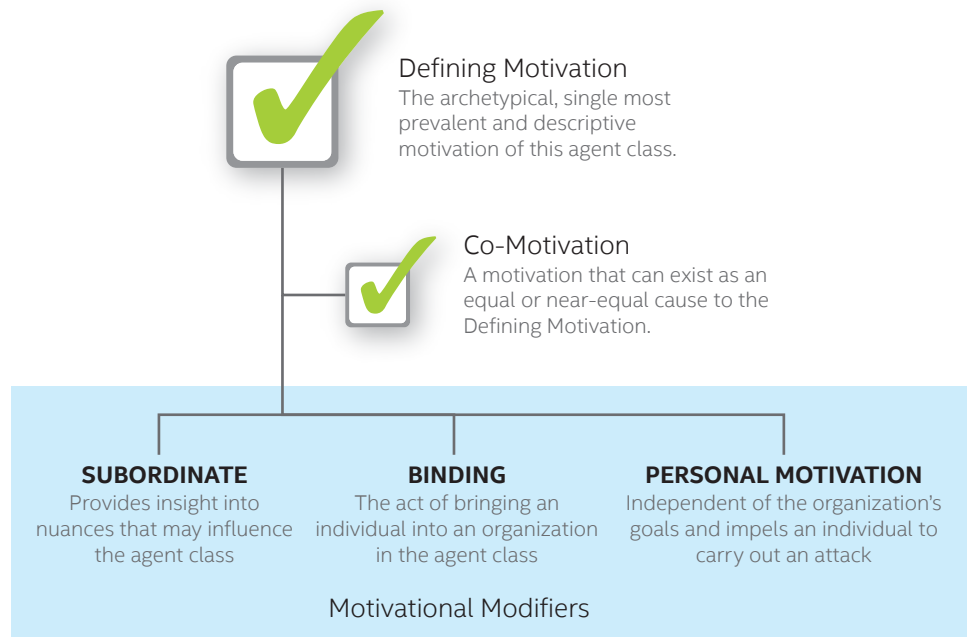 Defining Motivation
The archetypical, single most
prevalent and descriptive
motivation of this agent class.
Co-Motivation
A motivation that can exist as an
equal or near-equal cause to the
Defining Motivation.
SUBORDINATE
Provides insight into
nuances that may influence
the agent class
BINDING
The act of bringing an
individual into an organization
in the agent class
PERSONAL MOTIVATION
Independent of the organization’s
goals and impels an individual to
carry out an attack
Motivational Modifiers